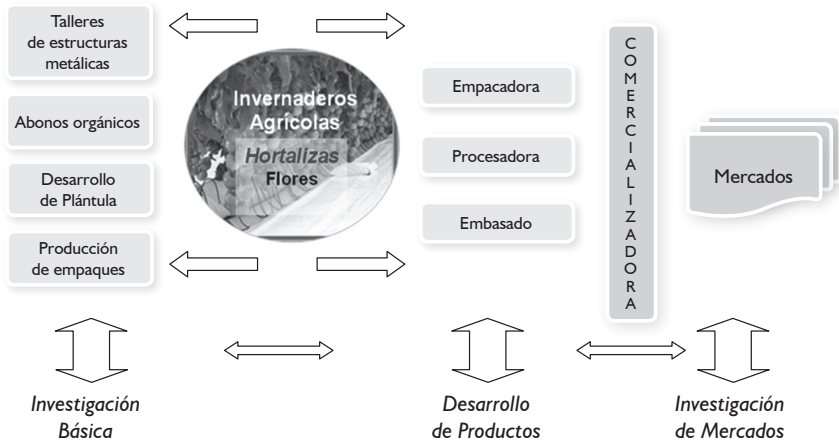 Talleres
de estructuras
metálicas
Abonos orgánicos
Desarrollo
de Plántula
Producción
de empaques
Invernaderos
Agrícolas
Hortalizas
Flores
Empacadora
Procesadora
Embasado
COMERCIALIZADORA
Mercados
Investigación
Básica
Desarrollo
de Productos
Investigación
de Mercados